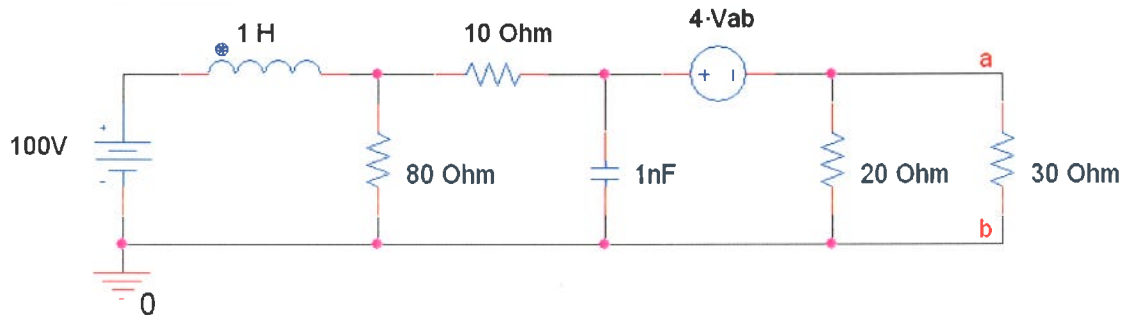 4·Vab
1 H
10 Ohm
a
+ -
+
100V
-
80 Ohm
1nF
20 Ohm
30 Ohm
b
0